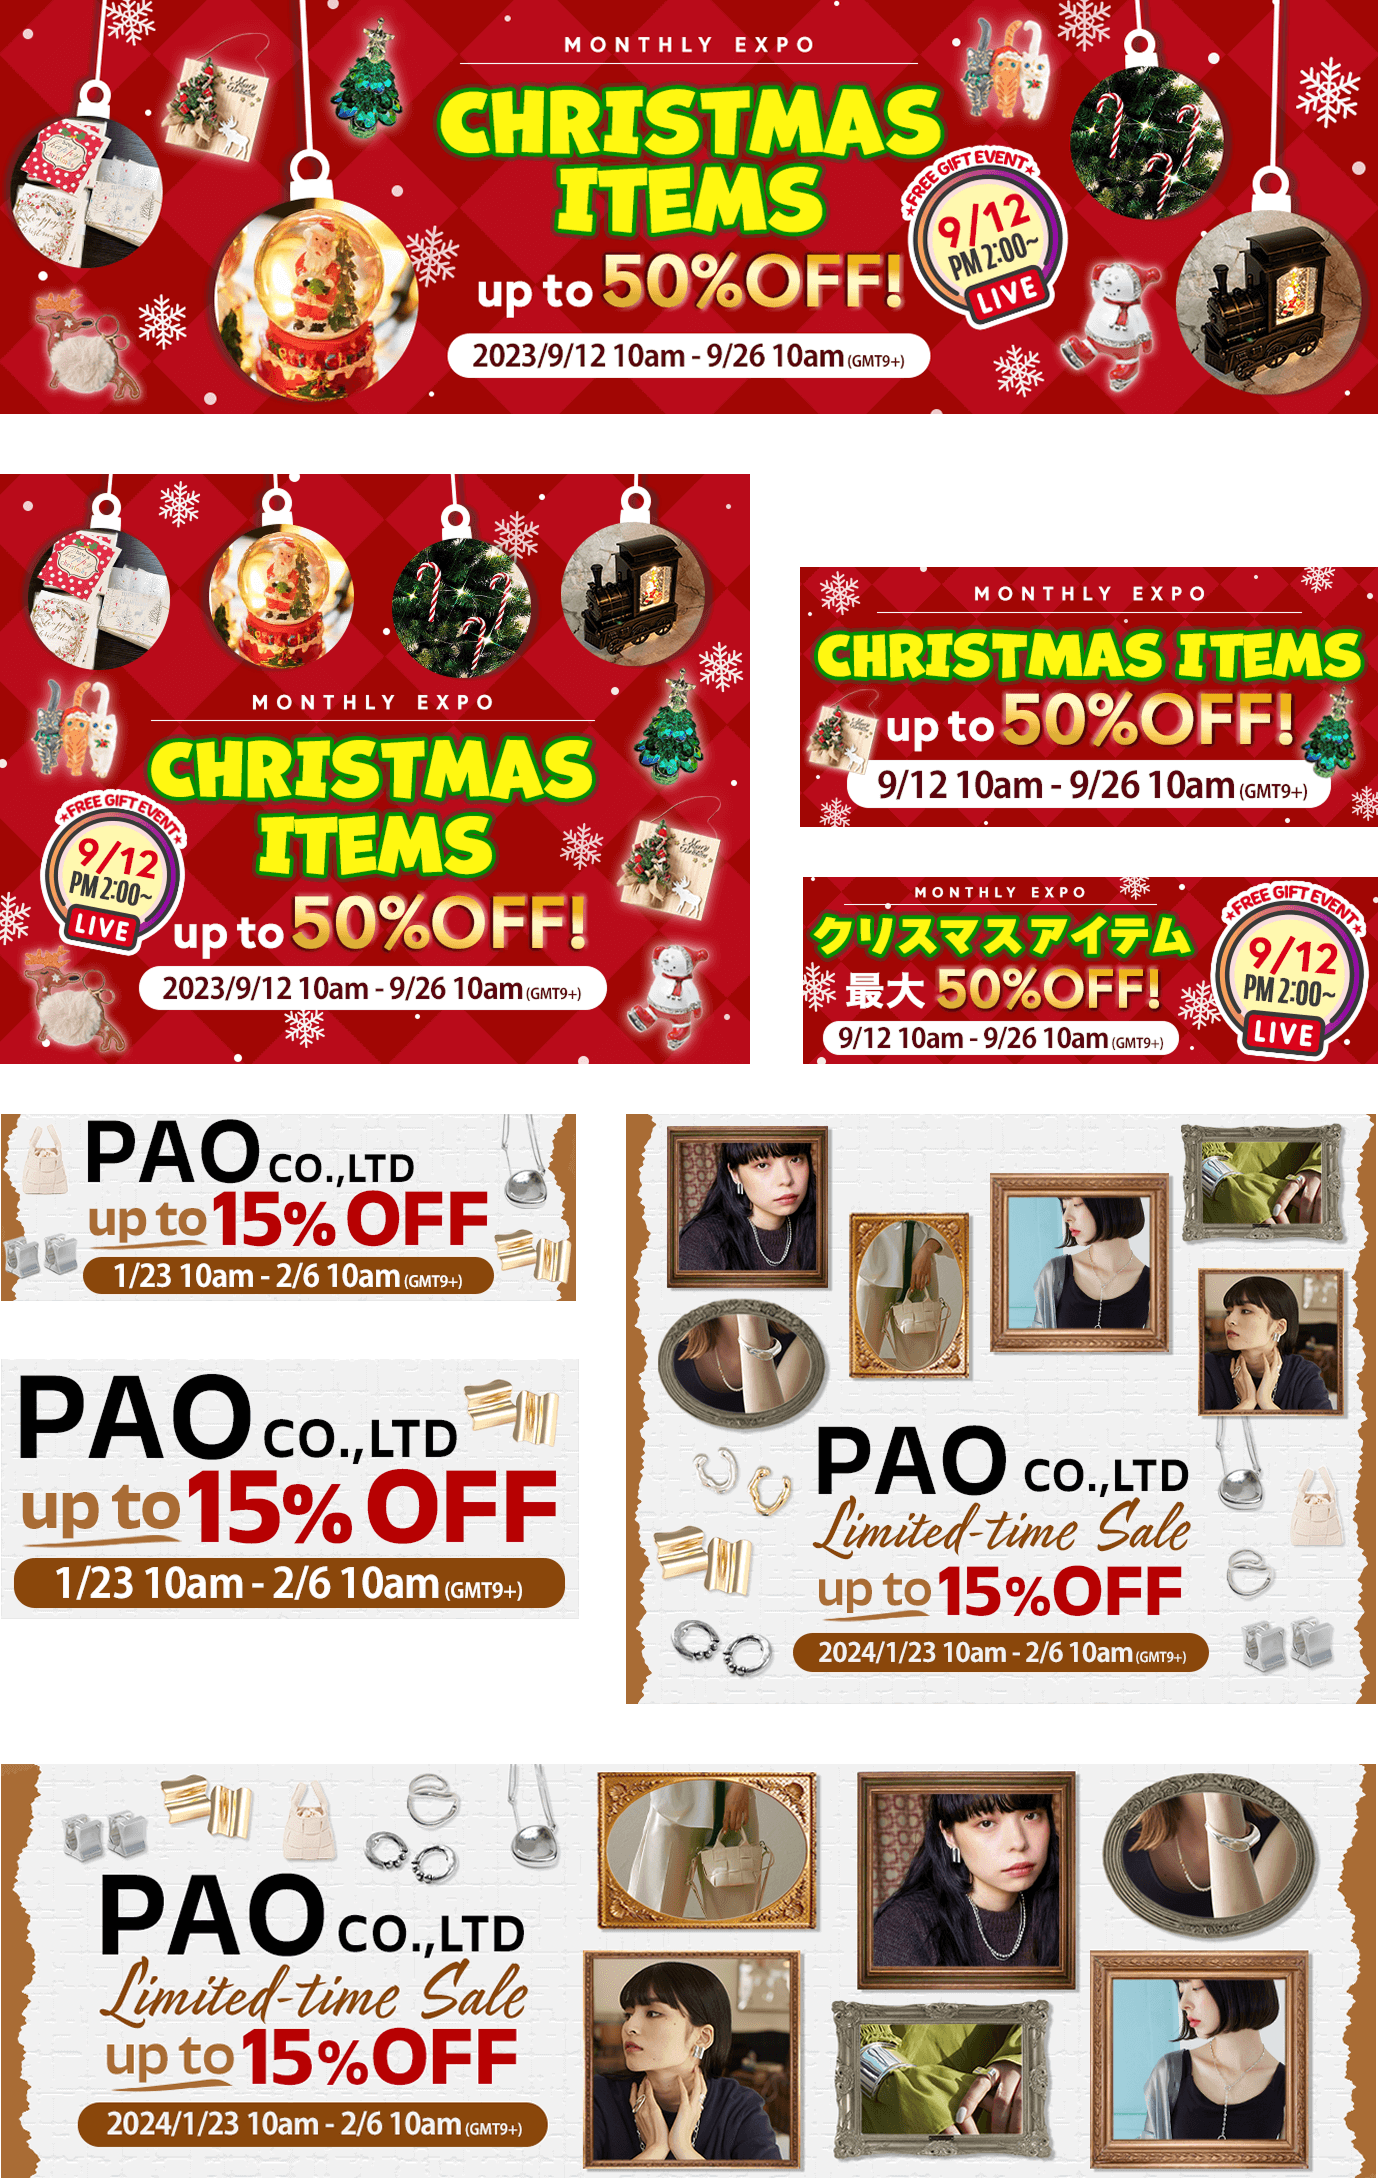 MONTHLY EXPO
CHRISTMAS
ITEMS
up to 50%OFF!
2023/9/12 10am - 9/26 10am (GMT9+)
★FREE GIFT EVENT★
9/12
PM 2:00~
LIVE
MONTHLY EXPO
CHRISTMAS
ITEMS
up to 50%OFF!
2023/9/12 10am - 9/26 10am (GMT9+)
★FREE GIFT EVENT★
9/12
PM 2:00~
LIVE
MONTHLY EXPO
CHRISTMAS ITEMS
up to 50%OFF!
9/12 10am - 9/26 10am (GMT9+)
MONTHLY EXPO
クリスマスアイテム
最大 50%OFF!
9/12 10am - 9/26 10am (GMT9+)
★FREE GIFT EVENT★
9/12
PM 2:00~
LIVE
PAO CO.,LTD
up to 15% OFF
1/23 10am - 2/6 10am (GMT9+)
PAO CO.,LTD
up to 15% OFF
1/23 10am - 2/6 10am (GMT9+)
PAO CO.,LTD
Limited-time Sale
up to 15%OFF
2024/1/23 10am - 2/6 10am (GMT9+)
PAO CO.,LTD
Limited-time Sale
up to 15%OFF
2024/1/23 10am - 2/6 10am (GMT9+)